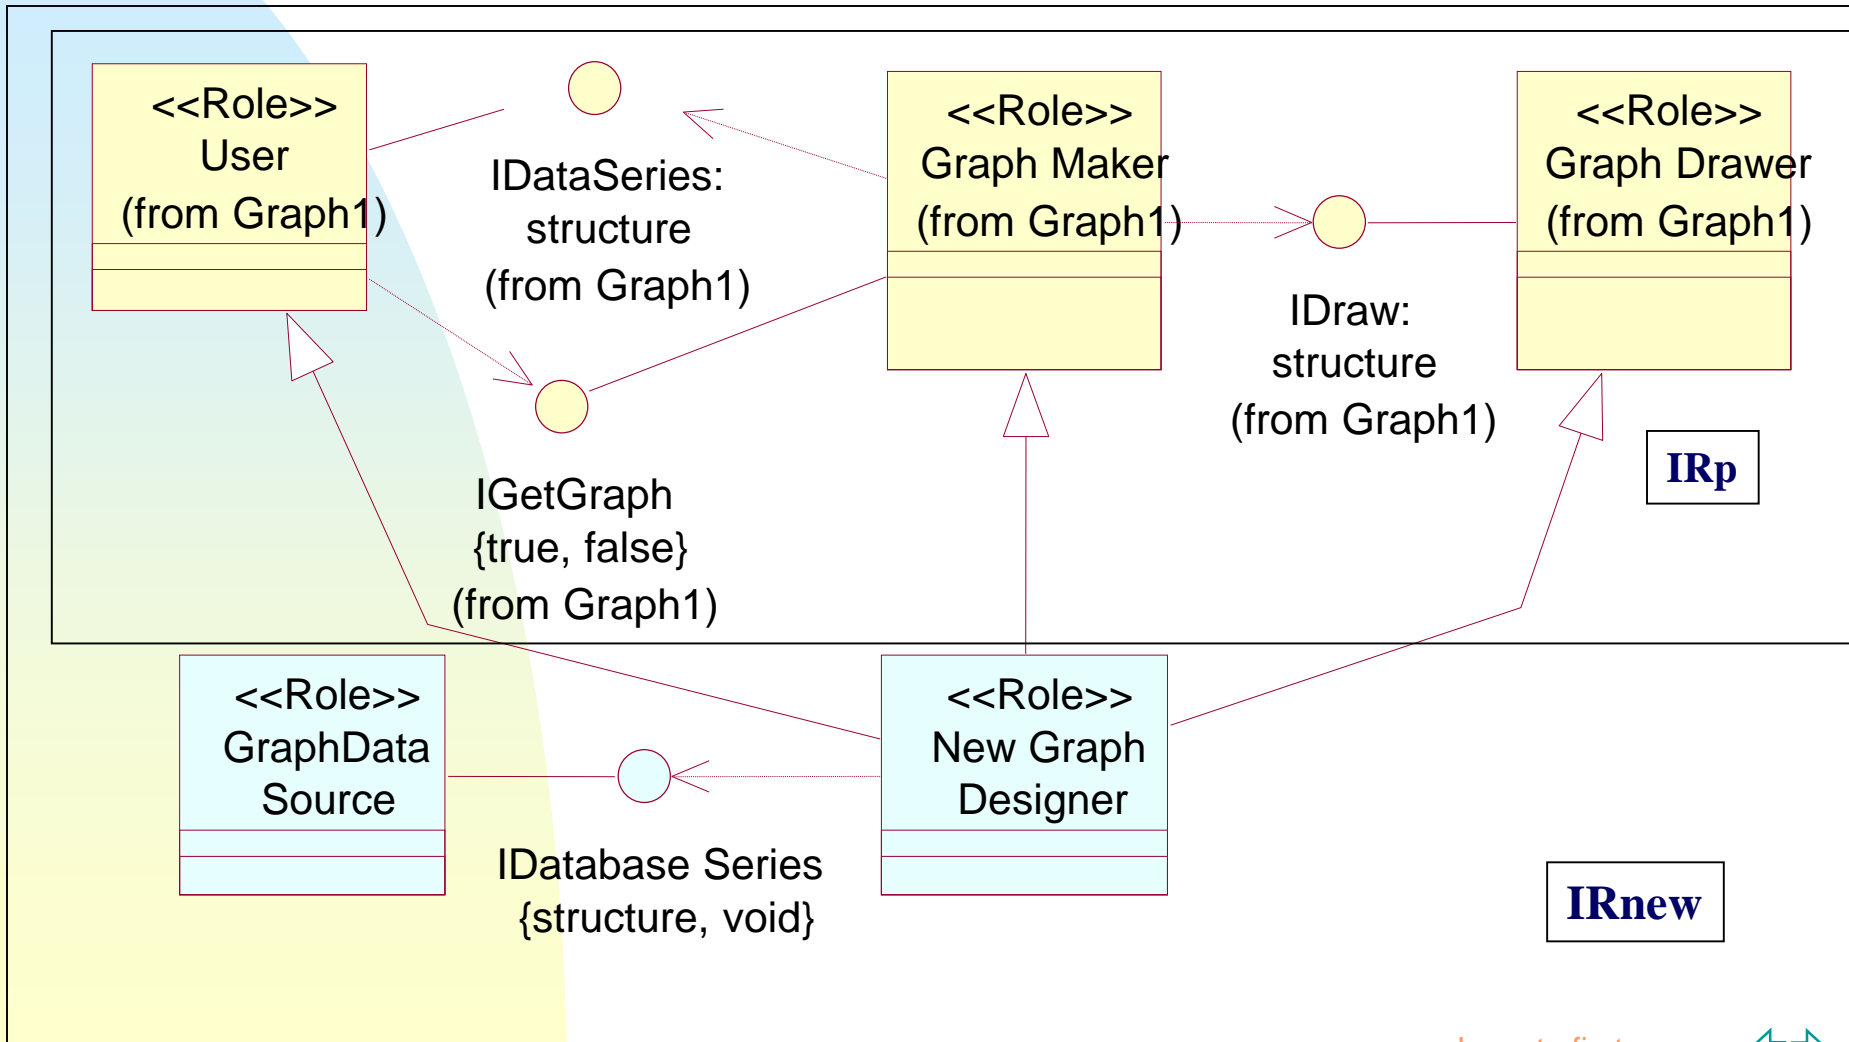 <<Role>>
User
(from Graph1)
IDataSeries:
structure
(from Graph1)
<<Role>>
Graph Maker
(from Graph1)
<<Role>>
Graph Drawer
(from Graph1)
IDraw:
structure
(from Graph1)
IRp
IGetGraph
{true, false}
(from Graph1)
<<Role>>
GraphData
Source
IDatabase Series
{structure, void}
<<Role>>
New Graph
Designer
IRnew